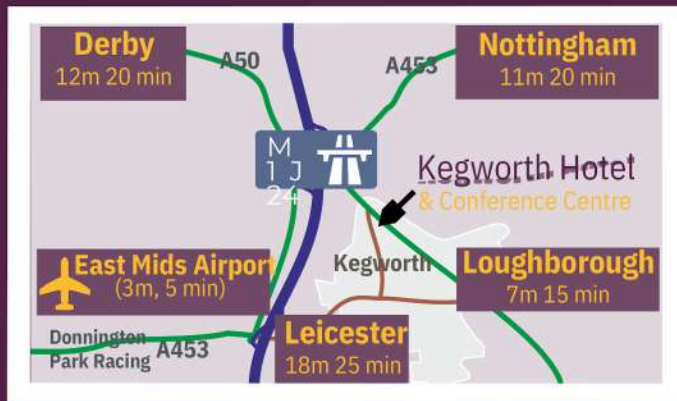 Derby
12m 20 min
A50
A453
Nottingham
11m 20 min
M
1 J
24
Kegworth Hotel
& Conference Centre
East Mids Airport
(3m, 5 min)
Kegworth
Loughborough
7m 15 min
Donnington
Park Racing
A453
Leicester
18m 25 min